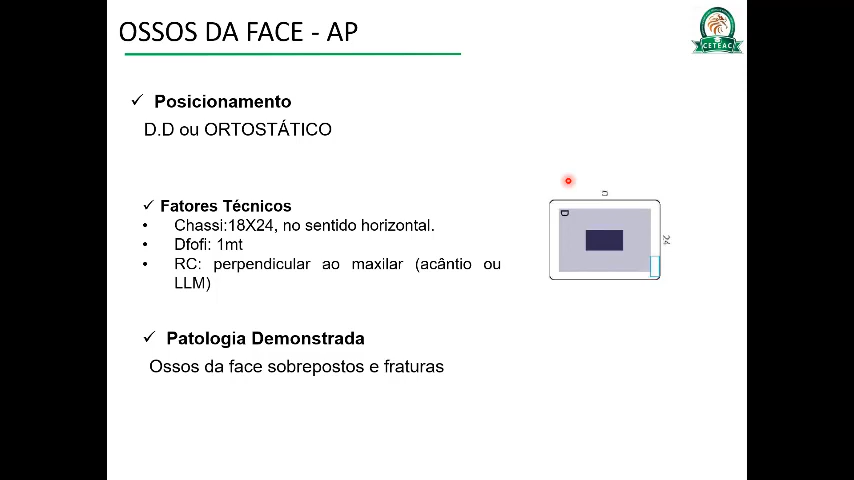 OSSOS DA FACE - AP
CETEAC
✓ Posicionamento
D.D ou ORTOSTÁTICO
✓ Fatores Técnicos
• Chassi:18X24, no sentido horizontal.
• Dfofi: 1mt
• RC: perpendicular ao maxilar (acântio ou
LLM)
D
D
24
✓ Patologia Demonstrada
Ossos da face sobrepostos e fraturas